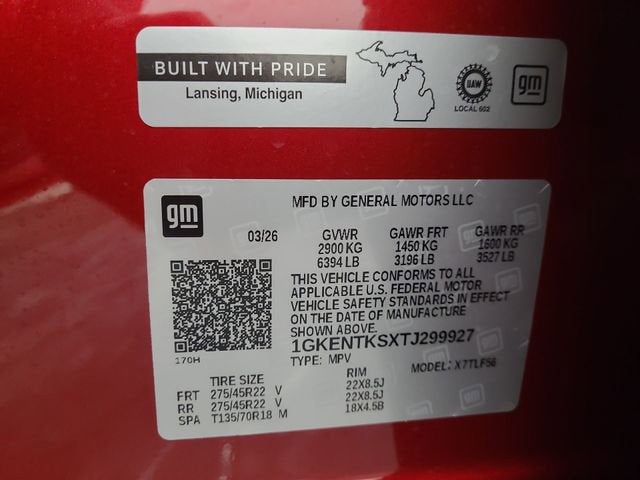 BUILT WITH PRIDE
Lansing, Michigan
UAW
LOCAL 602
gm
gm
MFD BY GENERAL MOTORS LLC
03/26 GVWR GAWR FRT GAWR RR
2900 KG 1450 KG 1600 KG
6394 LB 3196 LB 3527 LB
THIS VEHICLE CONFORMS TO ALL
APPLICABLE U.S. FEDERAL MOTOR
VEHICLE SAFETY STANDARDS IN EFFECT
ON THE DATE OF MANUFACTURE
SHOWN ABOVE.
1GKENTKSXTJ299927
170H
TYPE: MPV MODEL: X7TLF56
TIRE SIZE RIM
FRT 275/45R22 V 22X8.5J
RR 275/45R22 V 22X8.5J
SPA T135/70R18 M 18X4.5B